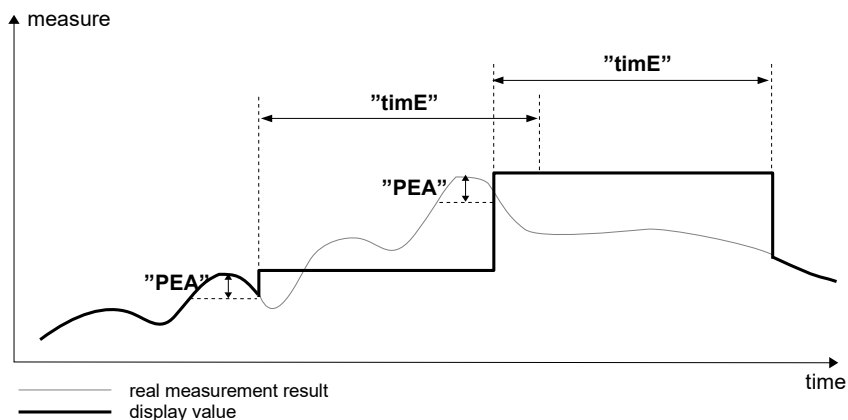 measure
”timE”
”timE”
”PEA”
”PEA”
time
real measurement result
display value